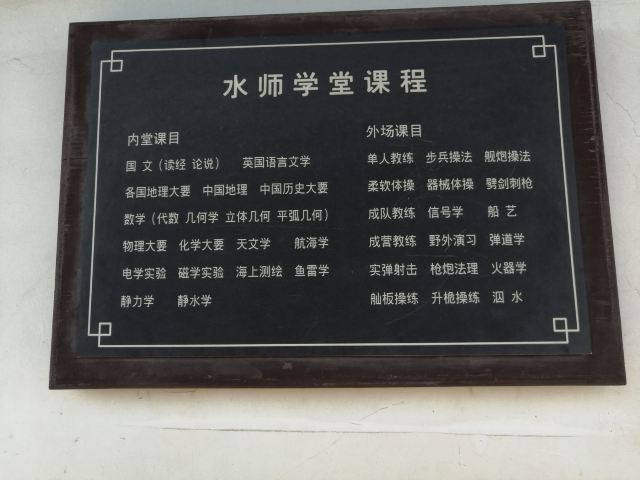 水师学堂课程
内堂课目
国 文（读经 论说） 英国语言文学
各国地理大要 中国地理 中国历史大要
数学（代数 几何学 立体几何 平弧几何）
物理大要 化学大要 天文学 航海学
电学实验 磁学实验 海上测绘 鱼雷学
静力学 静水学
外场课目
单人教练 步兵操法 舰炮操法
柔软体操 器械体操 劈剑刺枪
成队教练 信号学 船 艺
成营教练 野外演习 弹道学
实弹射击 枪炮法理 火器学
舢板操练 升桅操练 泅 水